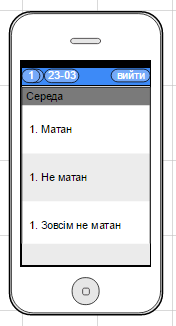 1 23-03 вийти
Середа
1. Матан
1. Не матан
1. Зовсім не матан